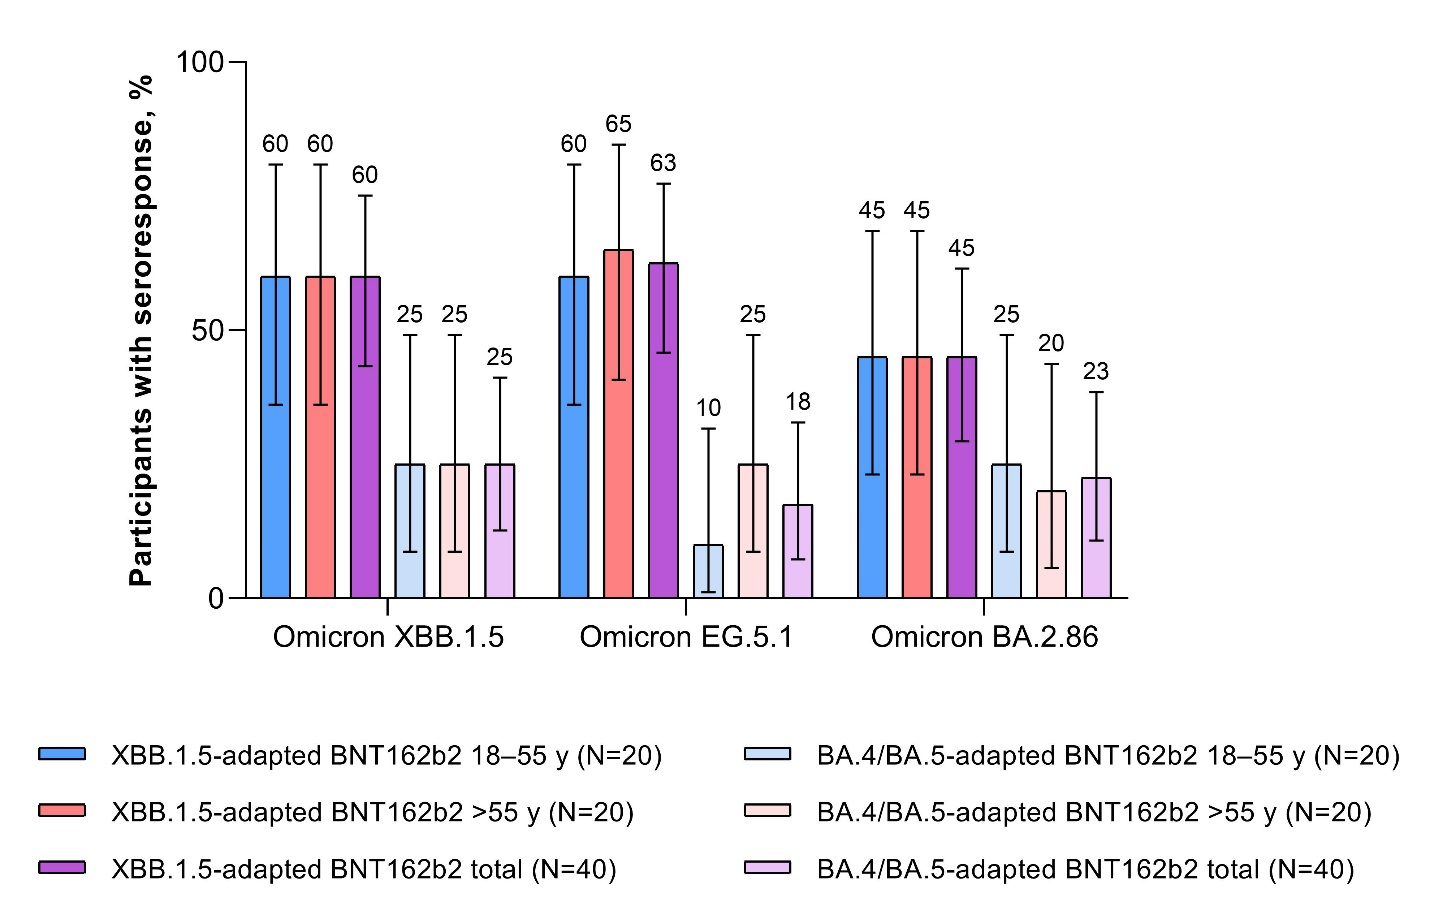 Participants with seroresponse, %
100
50
0
60
60
60
25
25
25
60
65
63
10
25
18
45
45
45
25
20
23
Omicron XBB.1.5
Omicron EG.5.1
Omicron BA.2.86
XBB.1.5-adapted BNT162b2 18–55 y (N=20)
XBB.1.5-adapted BNT162b2 >55 y (N=20)
XBB.1.5-adapted BNT162b2 total (N=40)
BA.4/BA.5-adapted BNT162b2 18–55 y (N=20)
BA.4/BA.5-adapted BNT162b2 >55 y (N=20)
BA.4/BA.5-adapted BNT162b2 total (N=40)